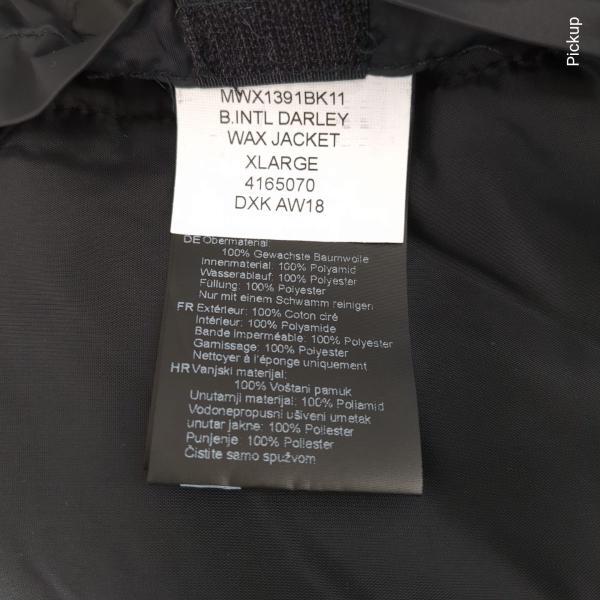 Pickup
MWX1391BK11
B.INTL DARLEY
WAX JACKET
XLARGE
4165070
DXK AW18
DE Obermaterial:
100% Gewachste Baumwolle
Innenmaterial: 100% Polyamid
Wasserablauf: 100% Polyester
Füllung: 100% Polyester
Nur mit einem Schwamm reinigen
FR Extérieur: 100% Coton ciré
Intérieur: 100% Polyamide
Bande imperméable: 100% Polyester
Garnissage: 100% Polyester
Nettoyer à l'éponge uniquement
HR Vanjski materijal:
100% Voštani pamuk
Unutarnji materijal: 100% Poliamid
Vodonepropusni ušiveni umetak
unutar jakne: 100% Poliester
Punjenje: 100% Poliester
Čistite samo spužvom